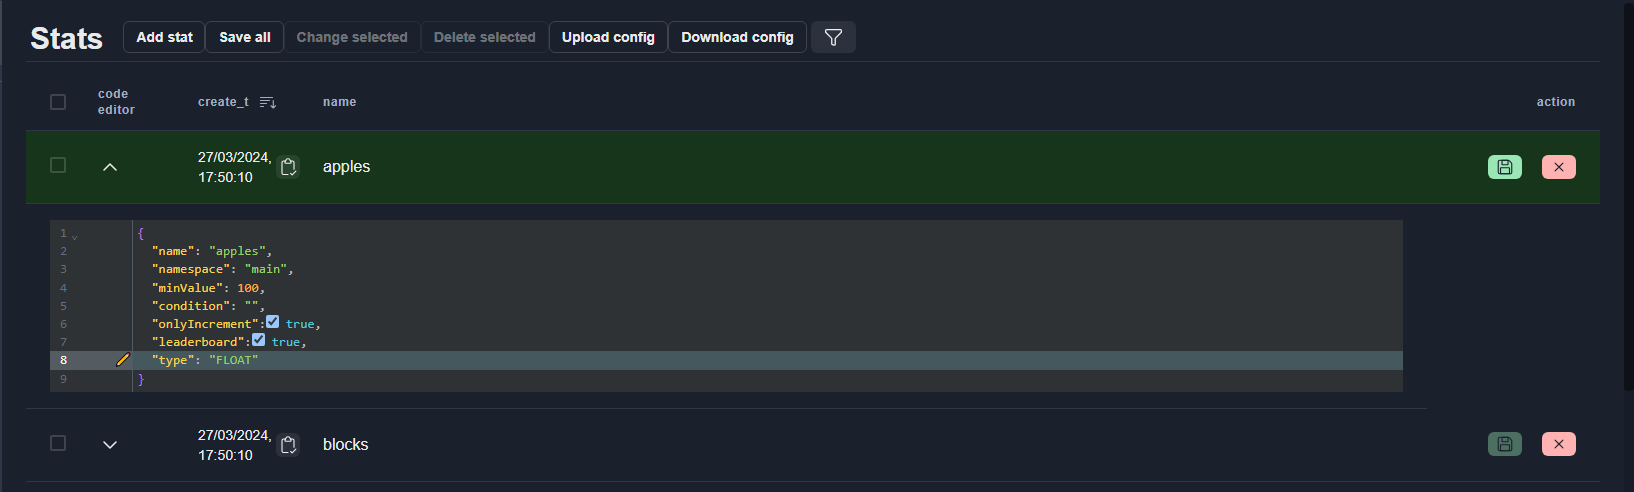 Stats Add stat Save all Change selected Delete selected Upload config Download config
code editor create_t name action
27/03/2024, 17:50:10 apples
1 {
2 "name": "apples",
3 "namespace": "main",
4 "minValue": 100,
5 "condition": "",
6 "onlyIncrement": true,
7 "leaderboard": true,
8 "type": "FLOAT"
9 }
27/03/2024, 17:50:10 blocks